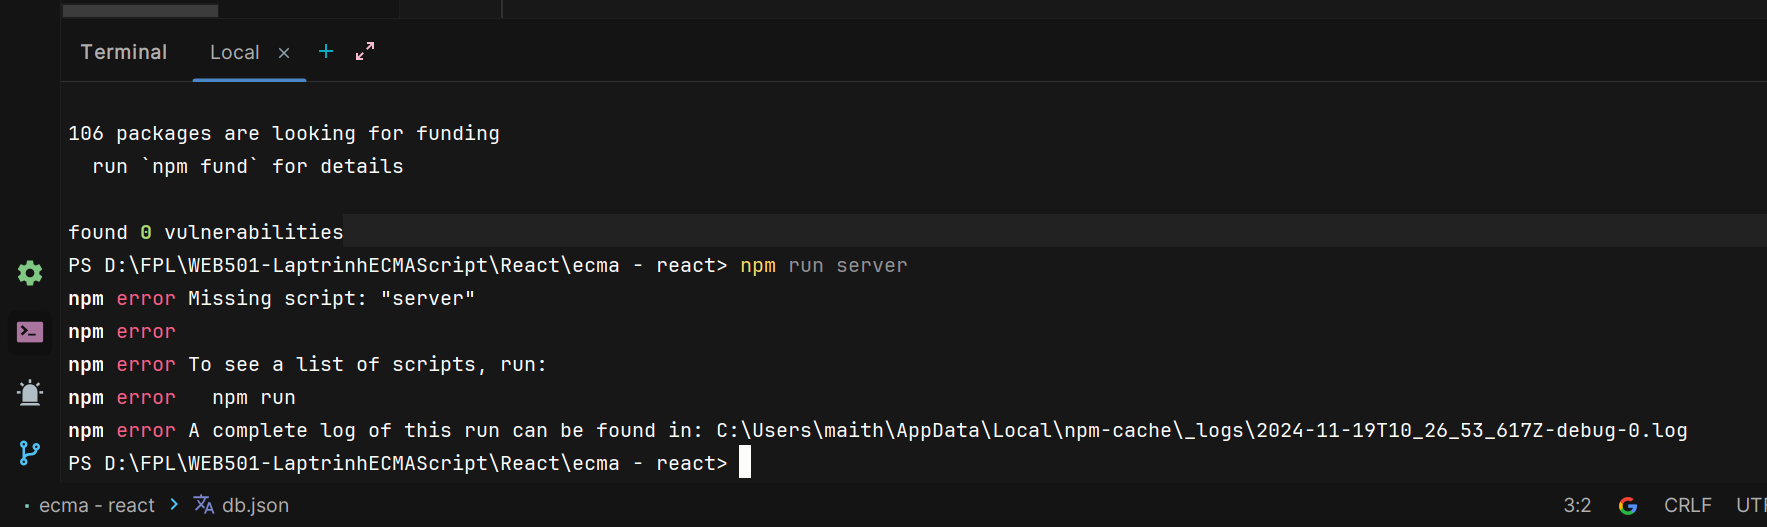 Terminal Local × +
106 packages are looking for funding
  run `npm fund` for details
found 0 vulnerabilities
PS D:\FPL\WEB501-LaptrinhECMAScript\React\ecma - react> npm run server
npm error Missing script: "server"
npm error
npm error To see a list of scripts, run:
npm error   npm run
npm error A complete log of this run can be found in: C:\Users\maith\AppData\Local\npm-cache\_logs\2024-11-19T10_26_53_617Z-debug-0.log
PS D:\FPL\WEB501-LaptrinhECMAScript\React\ecma - react>
ecma - react > db.json 3:2 CRLF UTF